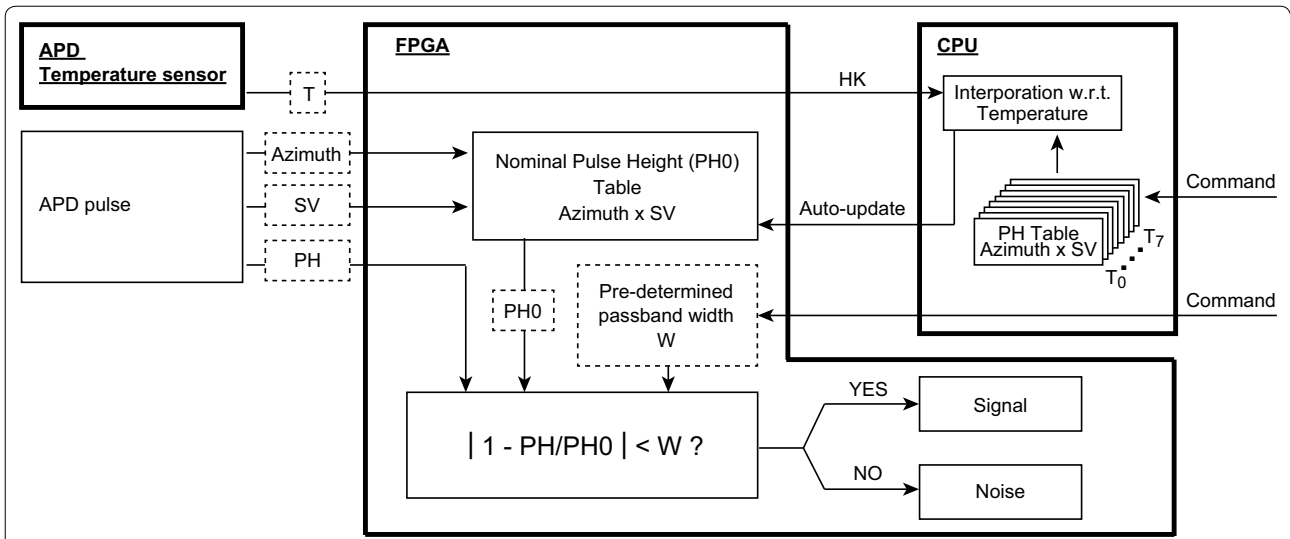 APD
Temperature sensor
FPGA
CPU
T
HK
Interporation w.r.t.
Temperature
APD pulse
Azimuth
SV
PH
Nominal Pulse Height (PH0)
Table
Azimuth x SV
Auto-update
Command
PH Table
Azimuth x SV
T0
T7
PH0
Pre-determined
passband width
W
Command
| 1 - PH/PH0 | < W ?
YES
Signal
NO
Noise